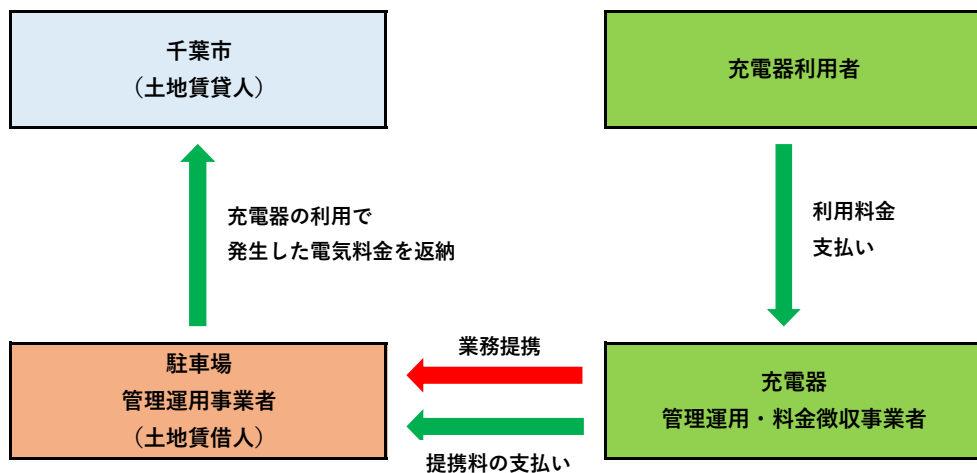 千葉市
（土地賃貸人）
充電器利用者
充電器の利用で
発生した電気料金を返納
利用料金
支払い
駐車場
管理運用事業者
（土地賃借人）
業務提携
提携料の支払い
充電器
管理運用・料金徴収事業者